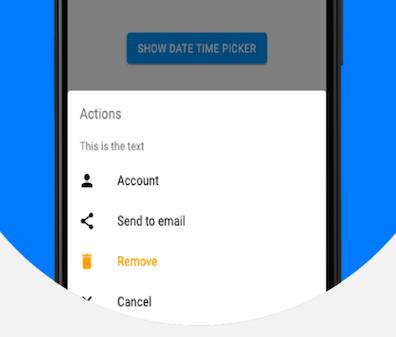 SHOW DATE TIME PICKER
Actions
This is the text
Account
Send to email
Remove
Cancel